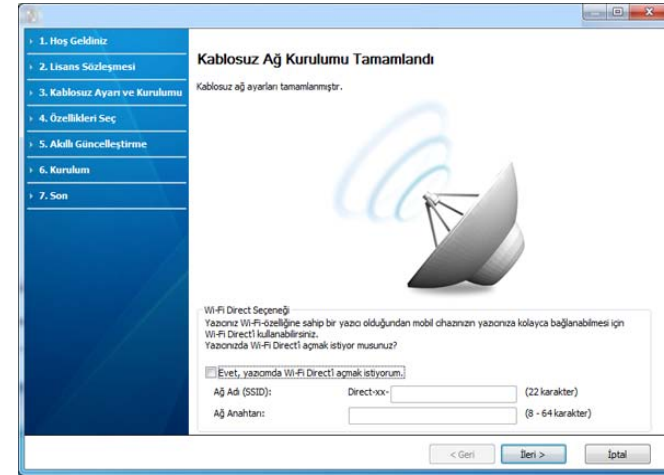 1. Hoş Geldiniz
2. Lisans Sözleşmesi
3. Kablosuz Ayarı ve Kurulumu
4. Özellikleri Seç
5. Akıllı Güncelleştirme
6. Kurulum
7. Son
Kablosuz Ağ Kurulumu Tamamlandı
Kablosuz ağ ayarları tamamlanmıştır.
Wi-Fi Direct Seçeneği
Yazıcınız Wi-Fi-özelliğine sahip bir yazıcı olduğundan mobil cihazınızın yazıcınıza kolayca bağlanabilmesi için
Wi-Fi Direct'i kullanabilirsiniz.
Yazıcınızda Wi-Fi Direct'i açmak istiyor musunuz?
Evet, yazıcımda Wi-Fi Direct'i açmak istiyorum.
Ağ Adı (SSID): Direct-xx- (22 karakter)
Ağ Anahtarı: (8 - 64 karakter)
< Geri İleri > İptal